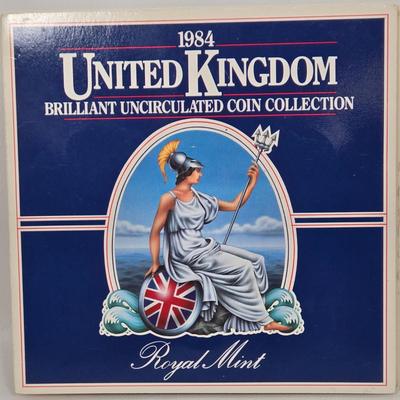 1984
UNITED KINGDOM
BRILLIANT UNCIRCULATED COIN COLLECTION
Royal Mint